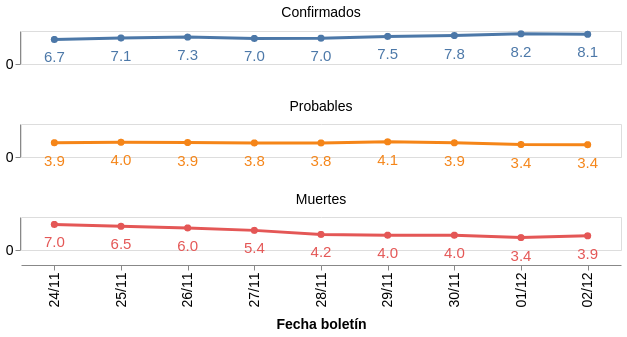 Confirmados
0
6.7 7.1 7.3 7.0 7.0 7.5 7.8 8.2 8.1
Probables
0
3.9 4.0 3.9 3.8 3.8 4.1 3.9 3.4 3.4
Muertes
0
7.0 6.5 6.0 5.4 4.2 4.0 4.0 3.4 3.9
24/11 25/11 26/11 27/11 28/11 29/11 30/11 01/12 02/12
Fecha boletín